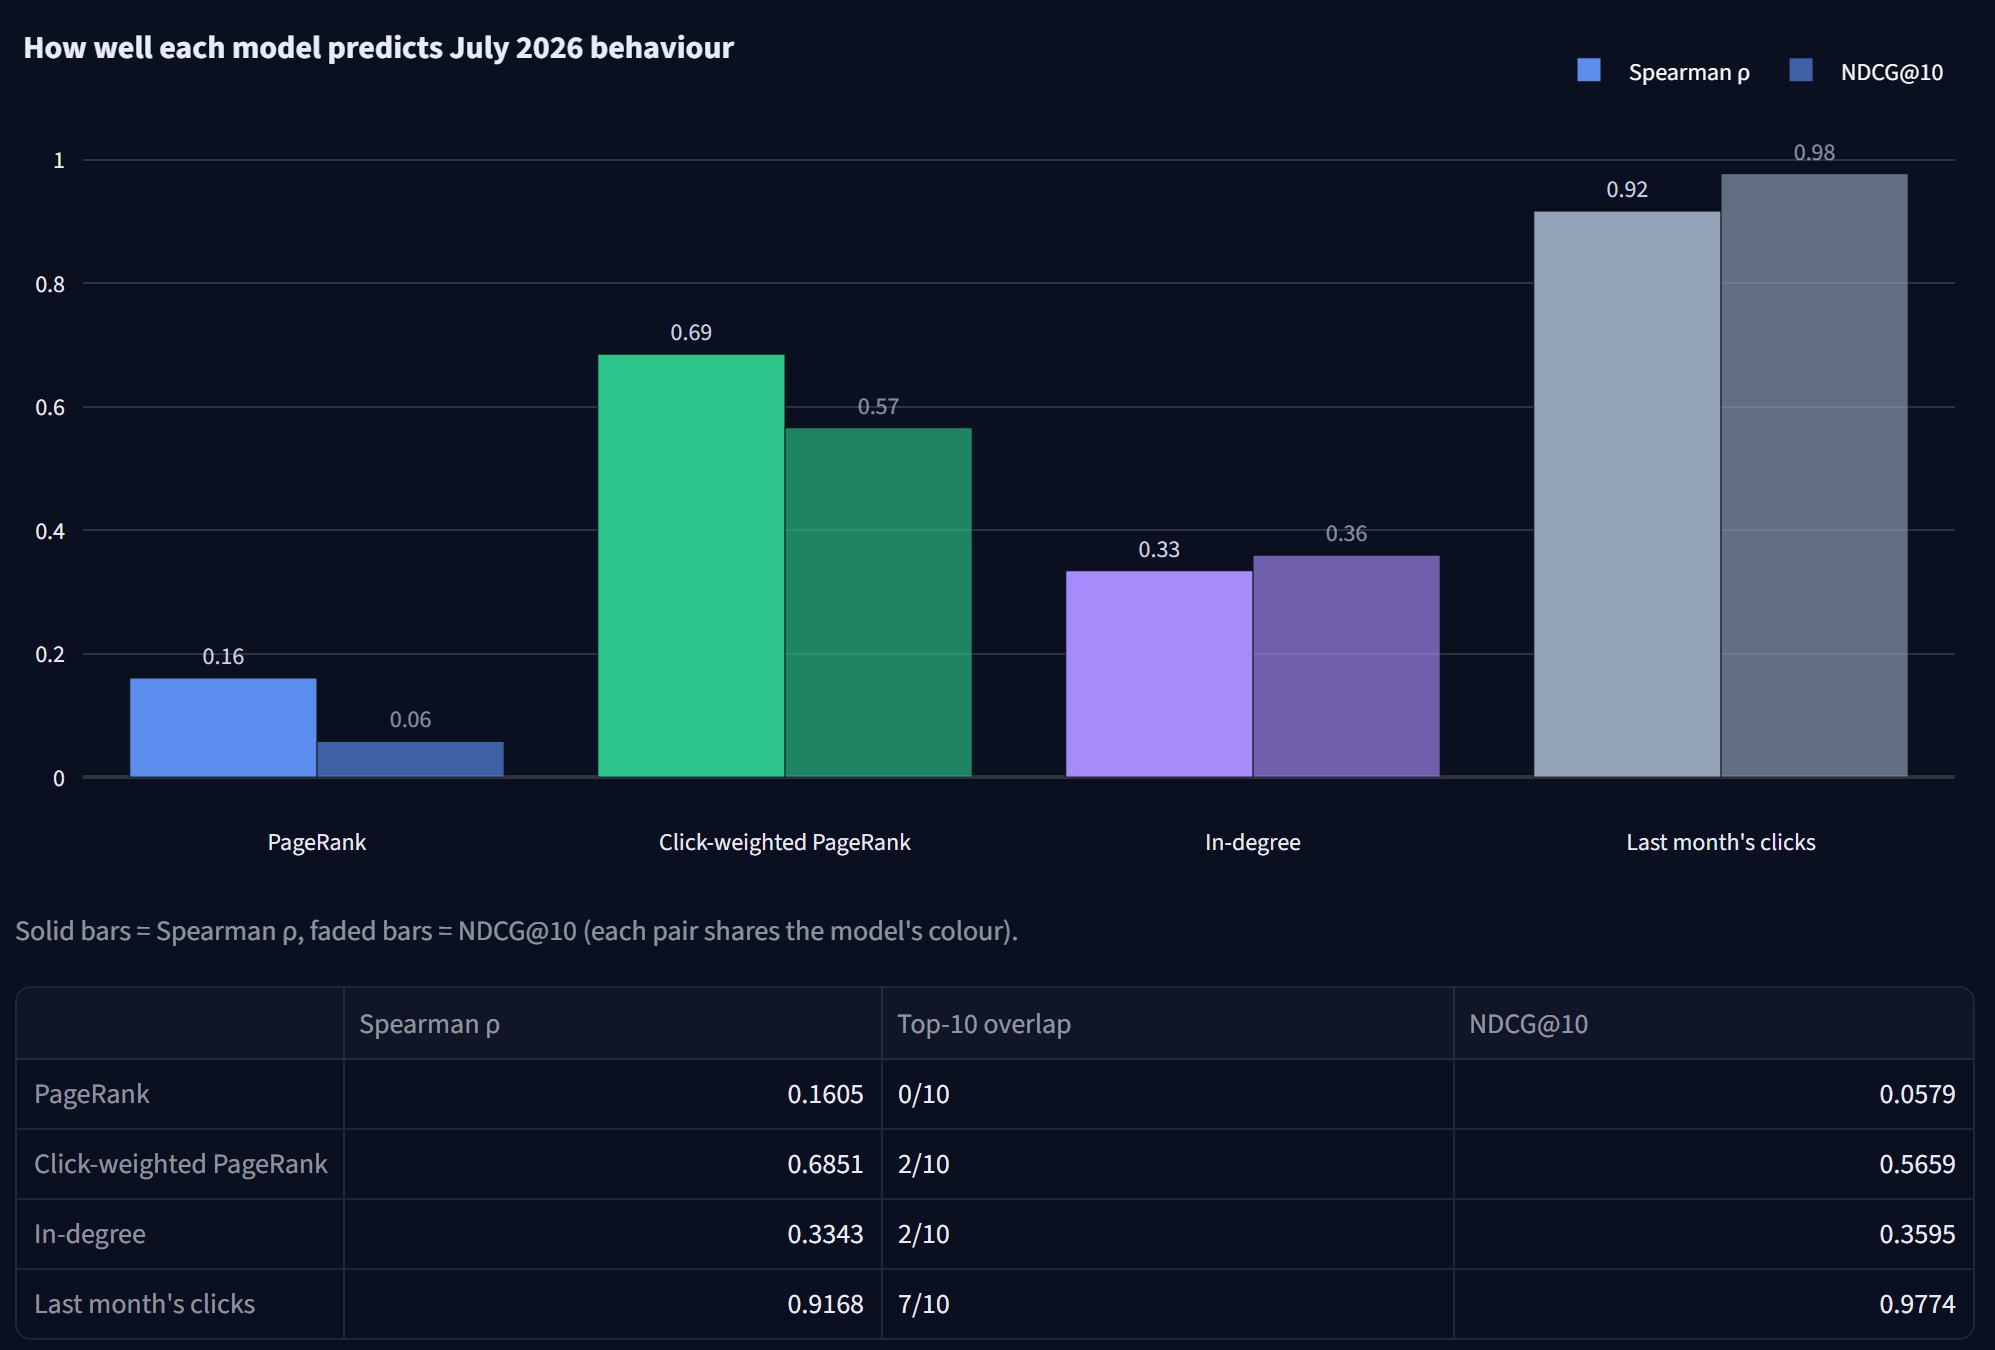 How well each model predicts July 2026 behaviour
Spearman ρ NDCG@10
1
0.8
0.6
0.4
0.2
0
0.16
0.06
0.69
0.57
0.33
0.36
0.92
0.98
PageRank Click-weighted PageRank In-degree Last month's clicks
Solid bars = Spearman ρ, faded bars = NDCG@10 (each pair shares the model's colour).
Spearman ρ Top-10 overlap NDCG@10
PageRank 0.1605 0/10 0.0579
Click-weighted PageRank 0.6851 2/10 0.5659
In-degree 0.3343 2/10 0.3595
Last month's clicks 0.9168 7/10 0.9774